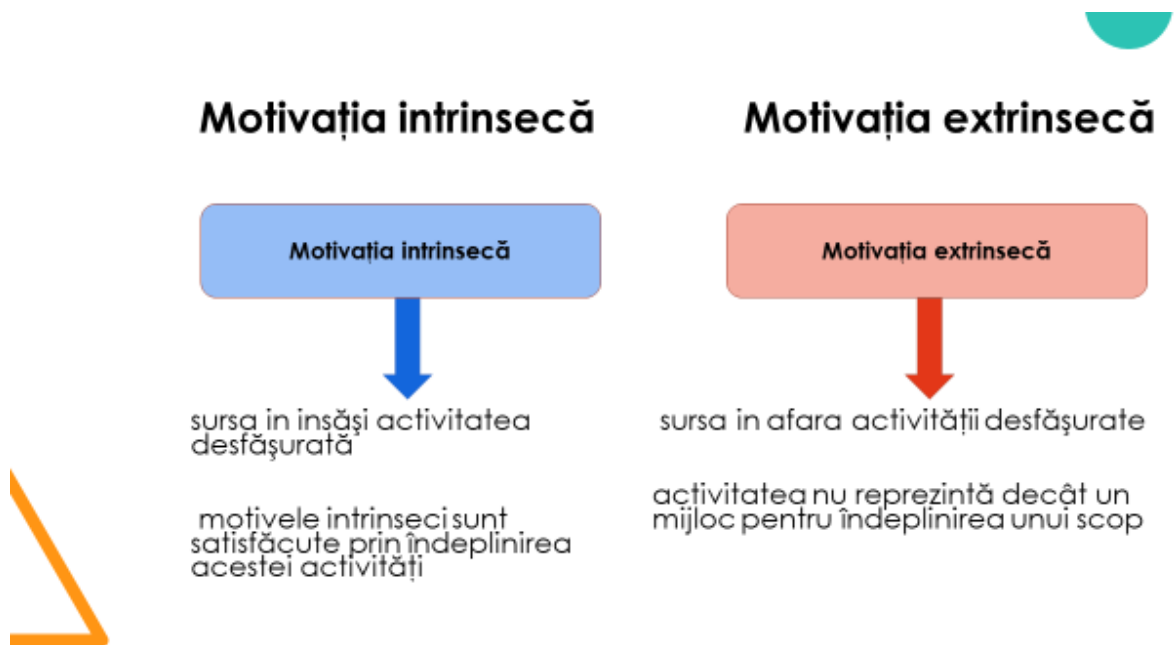 Motivația intrinsecă
Motivația extrinsecă
Motivația intrinsecă
Motivația extrinsecă
sursa in insăşi activitatea
desfăşurată
motivele intrinseci sunt
satisfăcute prin îndeplinirea
acestei activități
sursa in afara activității desfăşurate
activitatea nu reprezintă decât un
mijloc pentru îndeplinirea unui scop